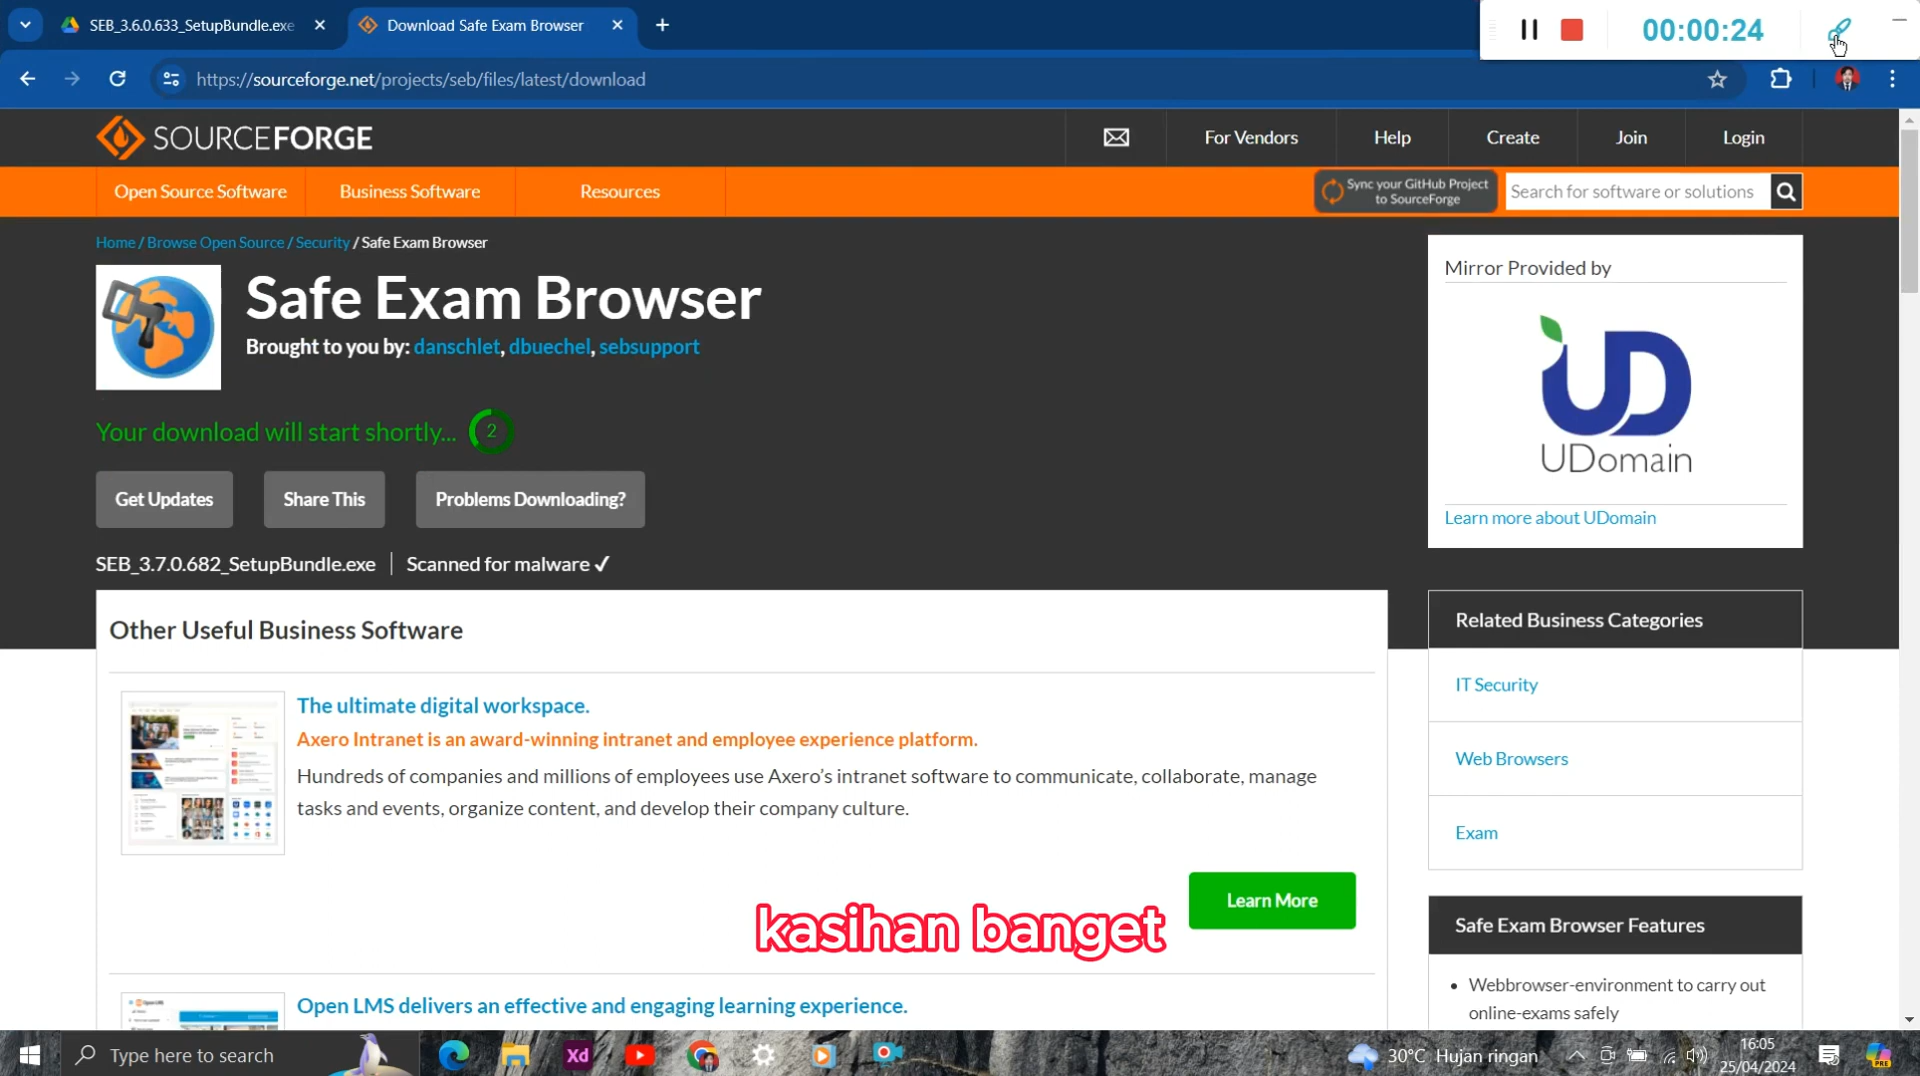 SEB_3.6.0.633_SetupBundle.exe
Download Safe Exam Browser
00:00:24
https://sourceforge.net/projects/seb/files/latest/download
SOURCEFORGE
For Vendors
Help
Create
Join
Login
Open Source Software
Business Software
Resources
Sync your GitHub Project
to SourceForge
Search for software or solutions
Home / Browse Open Source / Security / Safe Exam Browser
Safe Exam Browser
Brought to you by: danschlet, dbuechel, sebsupport
Your download will start shortly... 2
Get Updates
Share This
Problems Downloading?
SEB_3.7.0.682_SetupBundle.exe
Scanned for malware ✓
Mirror Provided by
UD
UDomain
Learn more about UDomain
Other Useful Business Software
The ultimate digital workspace.
Axero Intranet is an award-winning intranet and employee experience platform.
Hundreds of companies and millions of employees use Axero’s intranet software to communicate, collaborate, manage
tasks and events, organize content, and develop their company culture.
Learn More
kasihan banget
Open LMS delivers an effective and engaging learning experience.
Related Business Categories
IT Security
Web Browsers
Exam
Safe Exam Browser Features
• Webbrowser-environment to carry out
online-exams safely
Type here to search
Xd
30°C Hujan ringan
16:05
25/04/2024
PRE